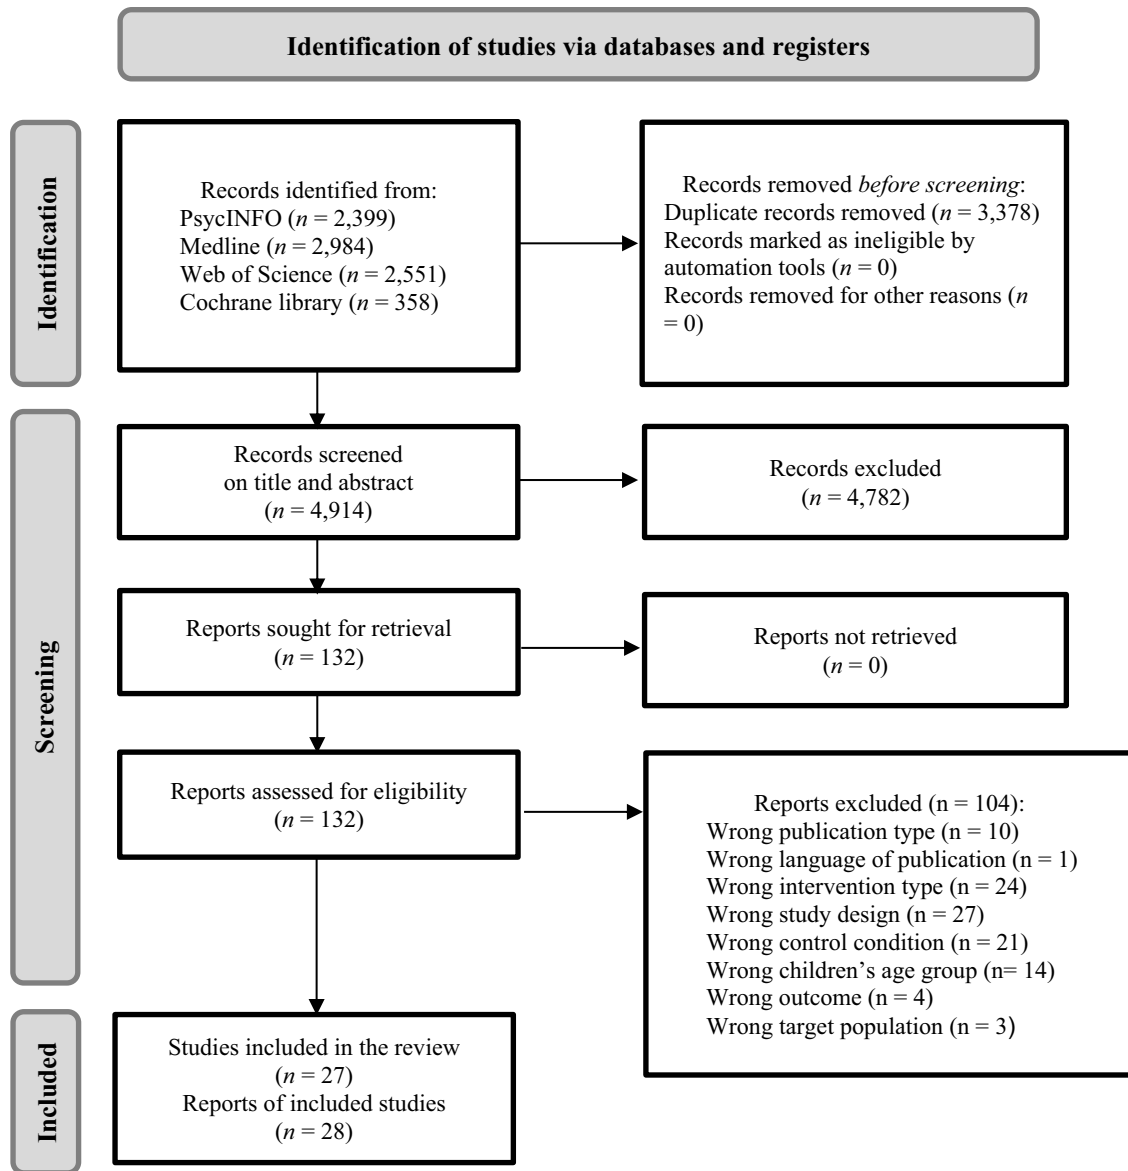 Identification of studies via databases and registers
Identification
Records identified from:
PsycINFO (n = 2,399)
Medline (n = 2,984)
Web of Science (n = 2,551)
Cochrane library (n = 358)
Records removed before screening:
Duplicate records removed (n = 3,378)
Records marked as ineligible by
automation tools (n = 0)
Records removed for other reasons (n
= 0)
Screening
Records screened
on title and abstract
(n = 4,914)
Records excluded
(n = 4,782)
Reports sought for retrieval
(n = 132)
Reports not retrieved
(n = 0)
Reports assessed for eligibility
(n = 132)
Reports excluded (n = 104):
Wrong publication type (n = 10)
Wrong language of publication (n = 1)
Wrong intervention type (n = 24)
Wrong study design (n = 27)
Wrong control condition (n = 21)
Wrong children’s age group (n= 14)
Wrong outcome (n = 4)
Wrong target population (n = 3)
Included
Studies included in the review
(n = 27)
Reports of included studies
(n = 28)